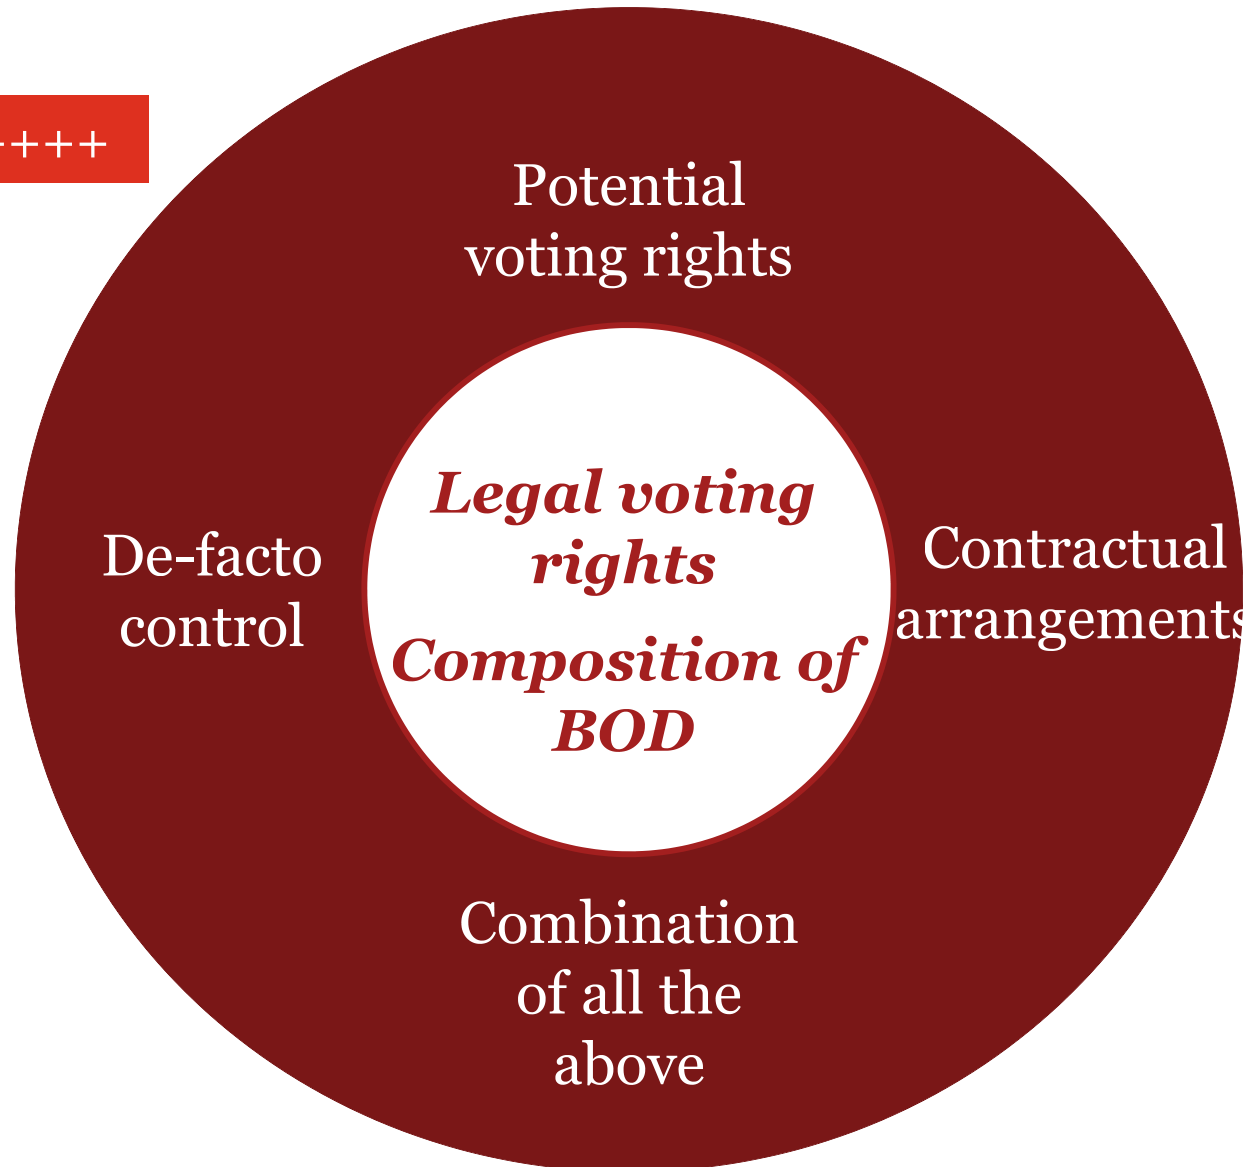 ++++
Potential
voting rights
Legal voting
rights
Composition of
BOD
De-facto
control
Contractual
arrangements
Combination
of all the
above